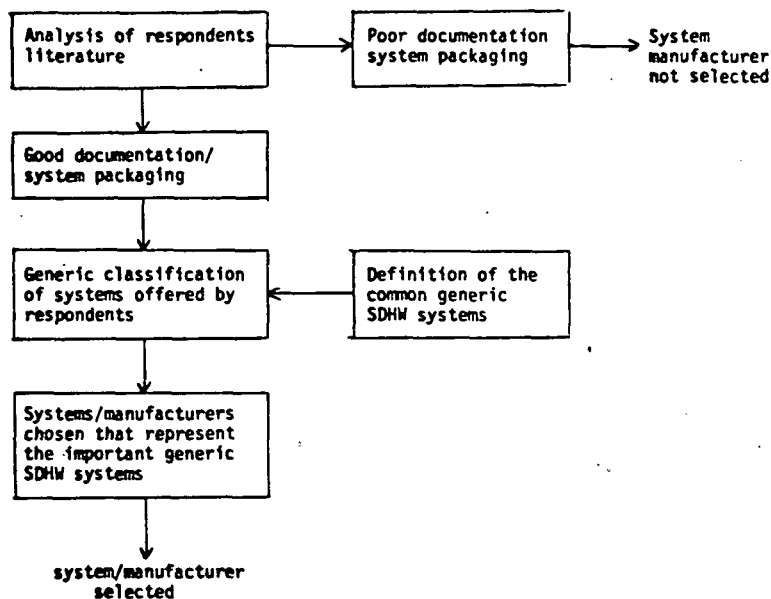 Analysis of respondents
literature
Poor documentation
system packaging
System
manufacturer
not selected
Good documentation/
system packaging
Generic classification
of systems offered by
respondents
Definition of the
common generic
SDHW systems
Systems/manufacturers
chosen that represent
the important generic
SDHW systems
system/manufacturer
selected